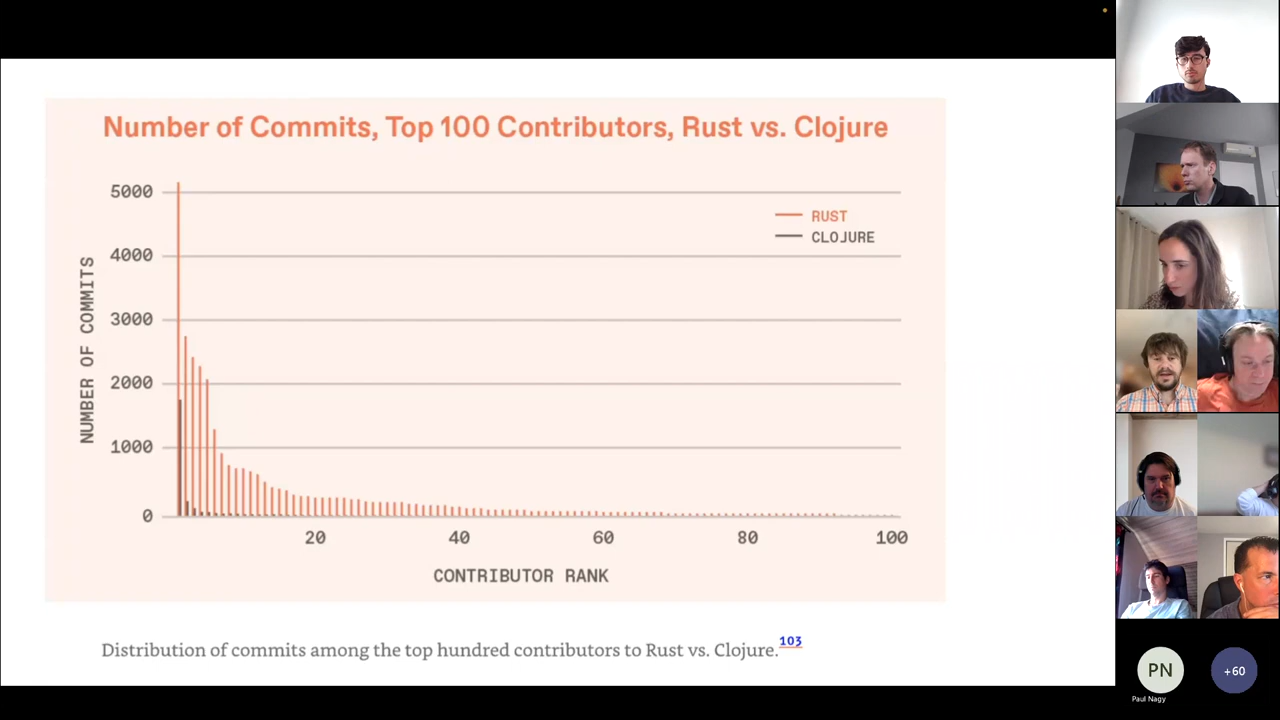 Number of Commits, Top 100 Contributors, Rust vs. Clojure
5000
4000
3000
2000
1000
0
NUMBER OF COMMITS
RUST
CLOJURE
20 40 60 80 100
CONTRIBUTOR RANK
Distribution of commits among the top hundred contributors to Rust vs. Clojure.103
PN
Paul Nagy
+60